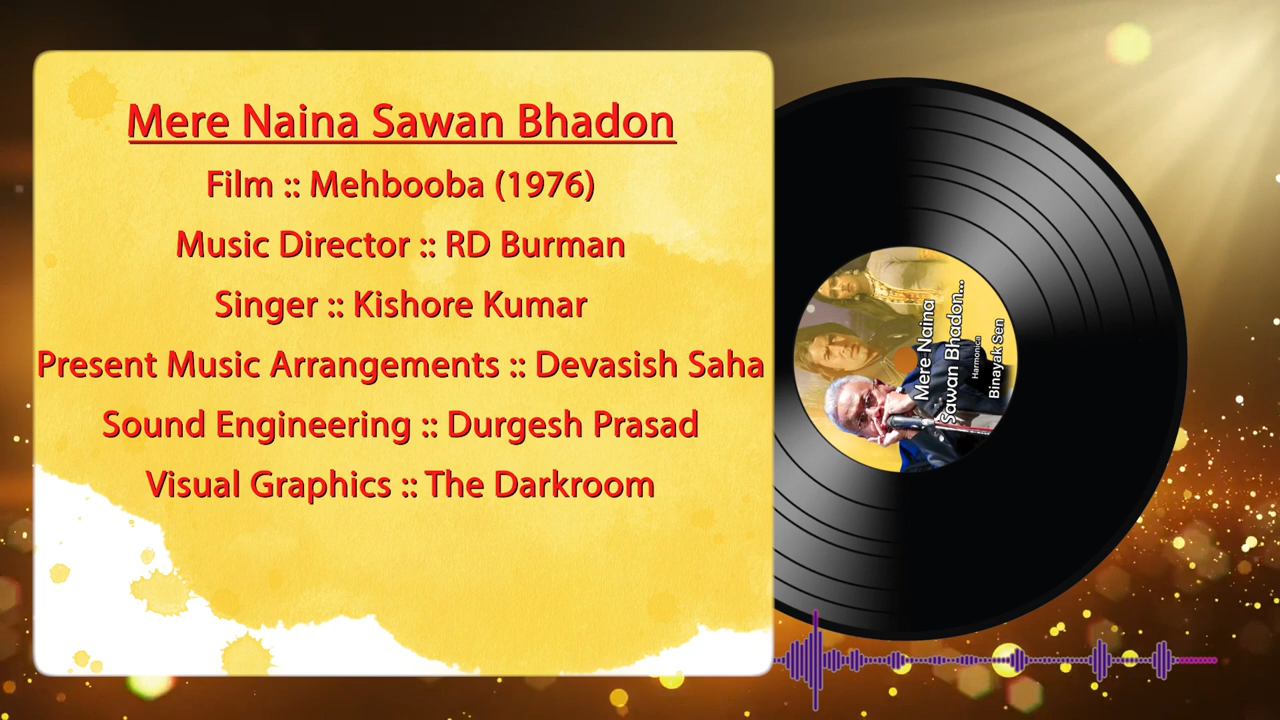 Mere Naina Sawan Bhadon
Film :: Mehbooba (1976)
Music Director :: RD Burman
Singer :: Kishore Kumar
Present Music Arrangements :: Devasish Saha
Sound Engineering :: Durgesh Prasad
Visual Graphics :: The Darkroom
Mere Naina
Sawan Bhadon...
Harmonica
Binayak Sen